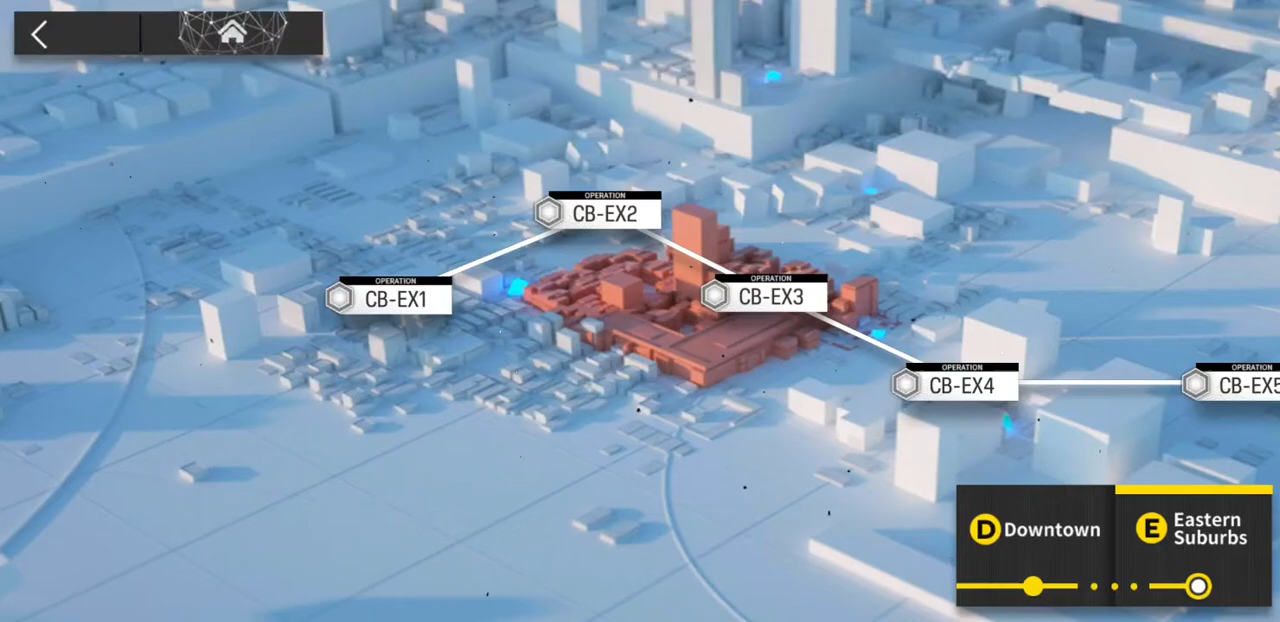 OPERATION
CB-EX2
OPERATION
CB-EX1
OPERATION
CB-EX3
OPERATION
CB-EX4
OPERATION
CB-EX5
D Downtown
E Eastern
Suburbs